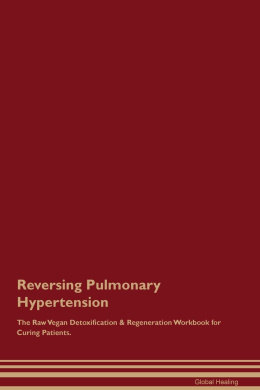 Reversing Pulmonary
Hypertension
The Raw Vegan Detoxification & Regeneration Workbook for
Curing Patients.
Global Healing